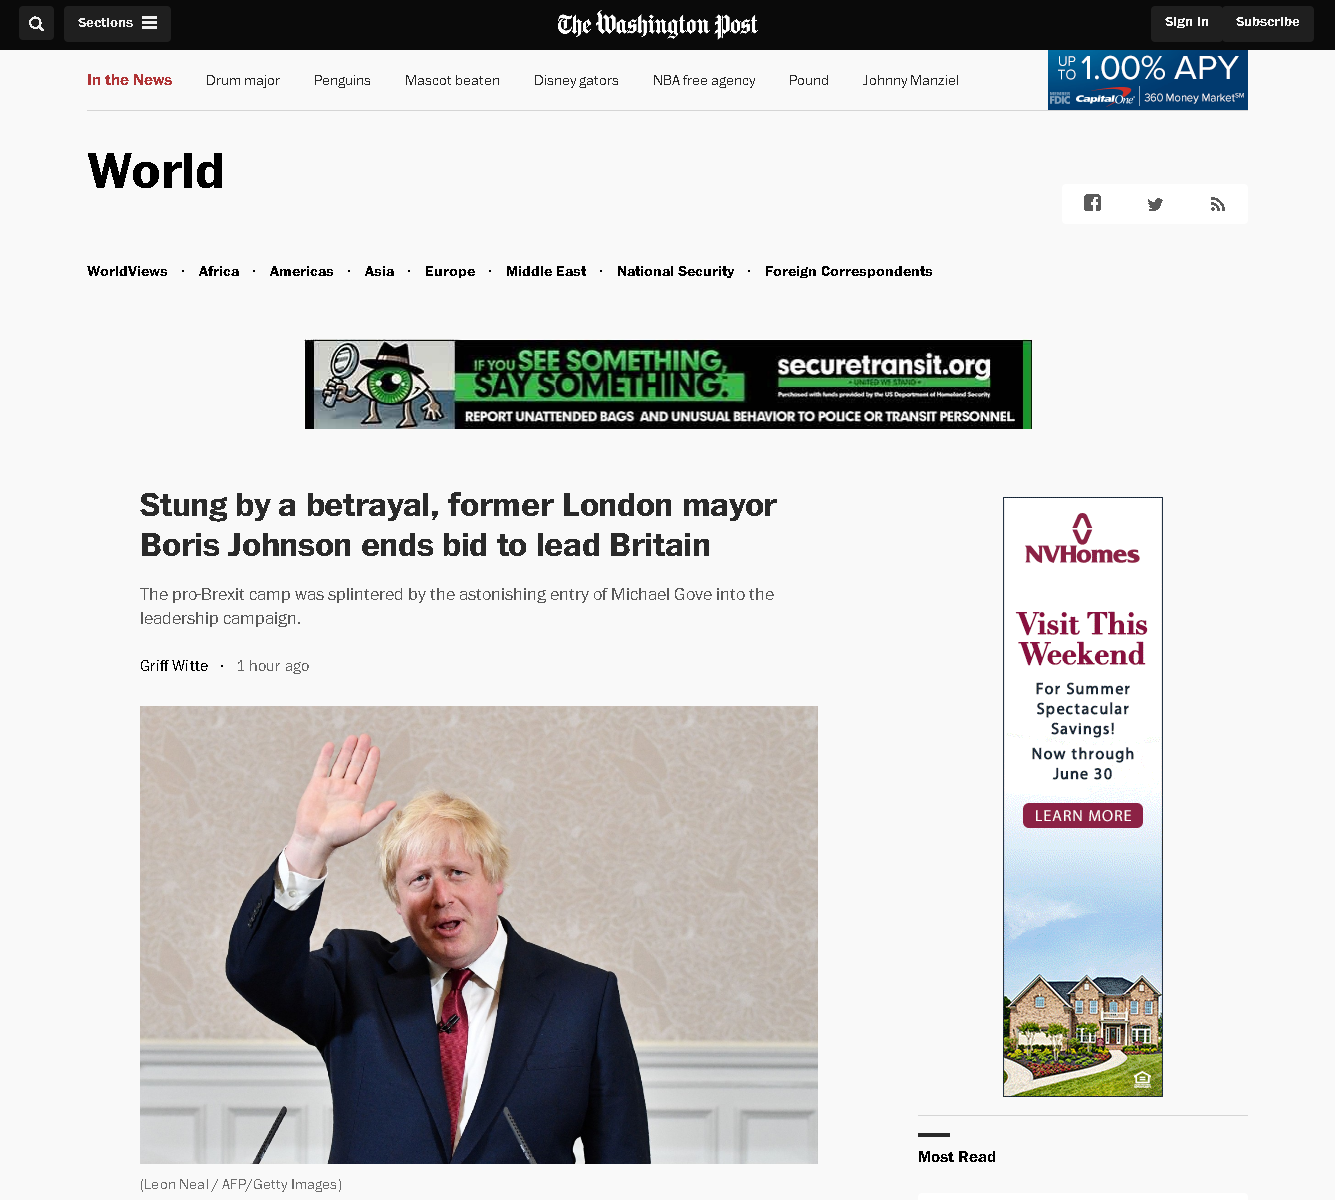 Sections
The Washington Post
Sign In
Subscribe
In the News
Drum major
Penguins
Mascot beaten
Disney gators
NBA free agency
Pound
Johnny Manziel
UP TO 1.00% APY
MEMBER FDIC Capital One 360 Money Market SM
World
WorldViews · Africa · Americas · Asia · Europe · Middle East · National Security · Foreign Correspondents
IF YOU SEE SOMETHING,
SAY SOMETHING.
securetransit.org
- UNITED WE STAND -
Purchased with funds provided by the US Department of Homeland Security
REPORT UNATTENDED BAGS AND UNUSUAL BEHAVIOR TO POLICE OR TRANSIT PERSONNEL
Stung by a betrayal, former London mayor
Boris Johnson ends bid to lead Britain
The pro-Brexit camp was splintered by the astonishing entry of Michael Gove into the
leadership campaign.
Griff Witte · 1 hour ago
(Leon Neal / AFP/Getty Images)
NVHomes
Visit This
Weekend
For Summer
Spectacular
Savings!
Now through
June 30
LEARN MORE
Most Read